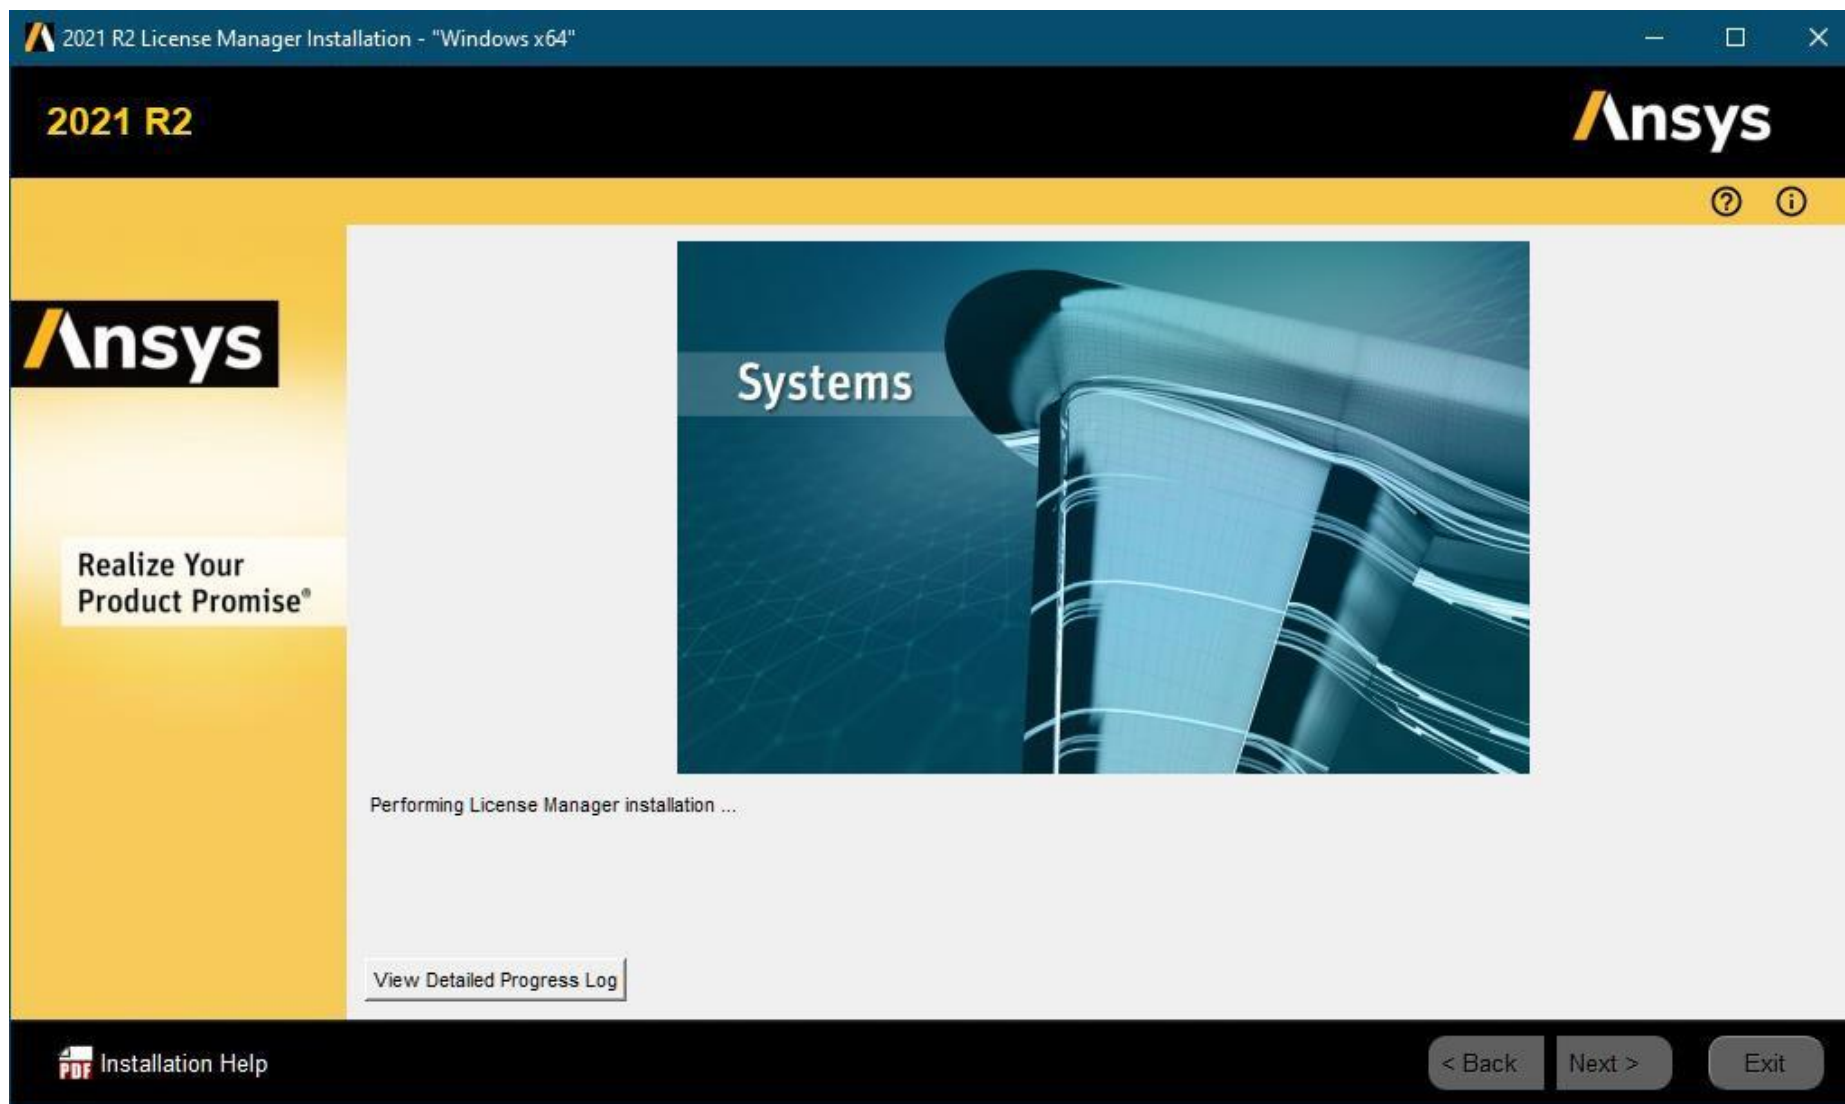 2021 R2 License Manager Installation - "Windows x64"
2021 R2
Ansys
Ansys
Systems
Realize Your
Product Promise®
Performing License Manager installation ...
View Detailed Progress Log
PDF Installation Help
< Back
Next >
Exit